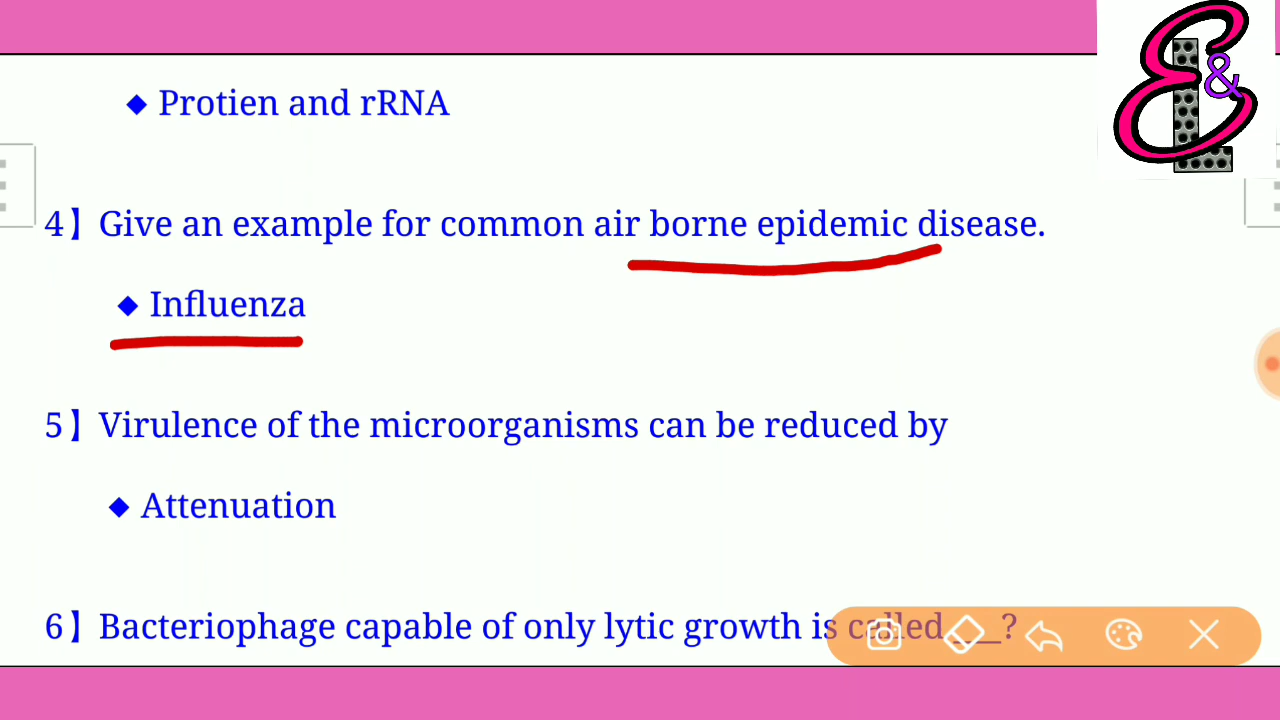 ◆ Protien and rRNA
4】Give an example for common air borne epidemic disease.
◆ Influenza
5】Virulence of the microorganisms can be reduced by
◆ Attenuation
6】Bacteriophage capable of only lytic growth is called ___?
E & L